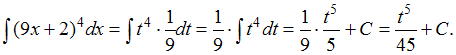 ∫(9x+2)⁴dx = ∫t⁴ · 1/9 dt = 1/9 · ∫t⁴dt = 1/9 · t⁵/5 + C = t⁵/45 + C.